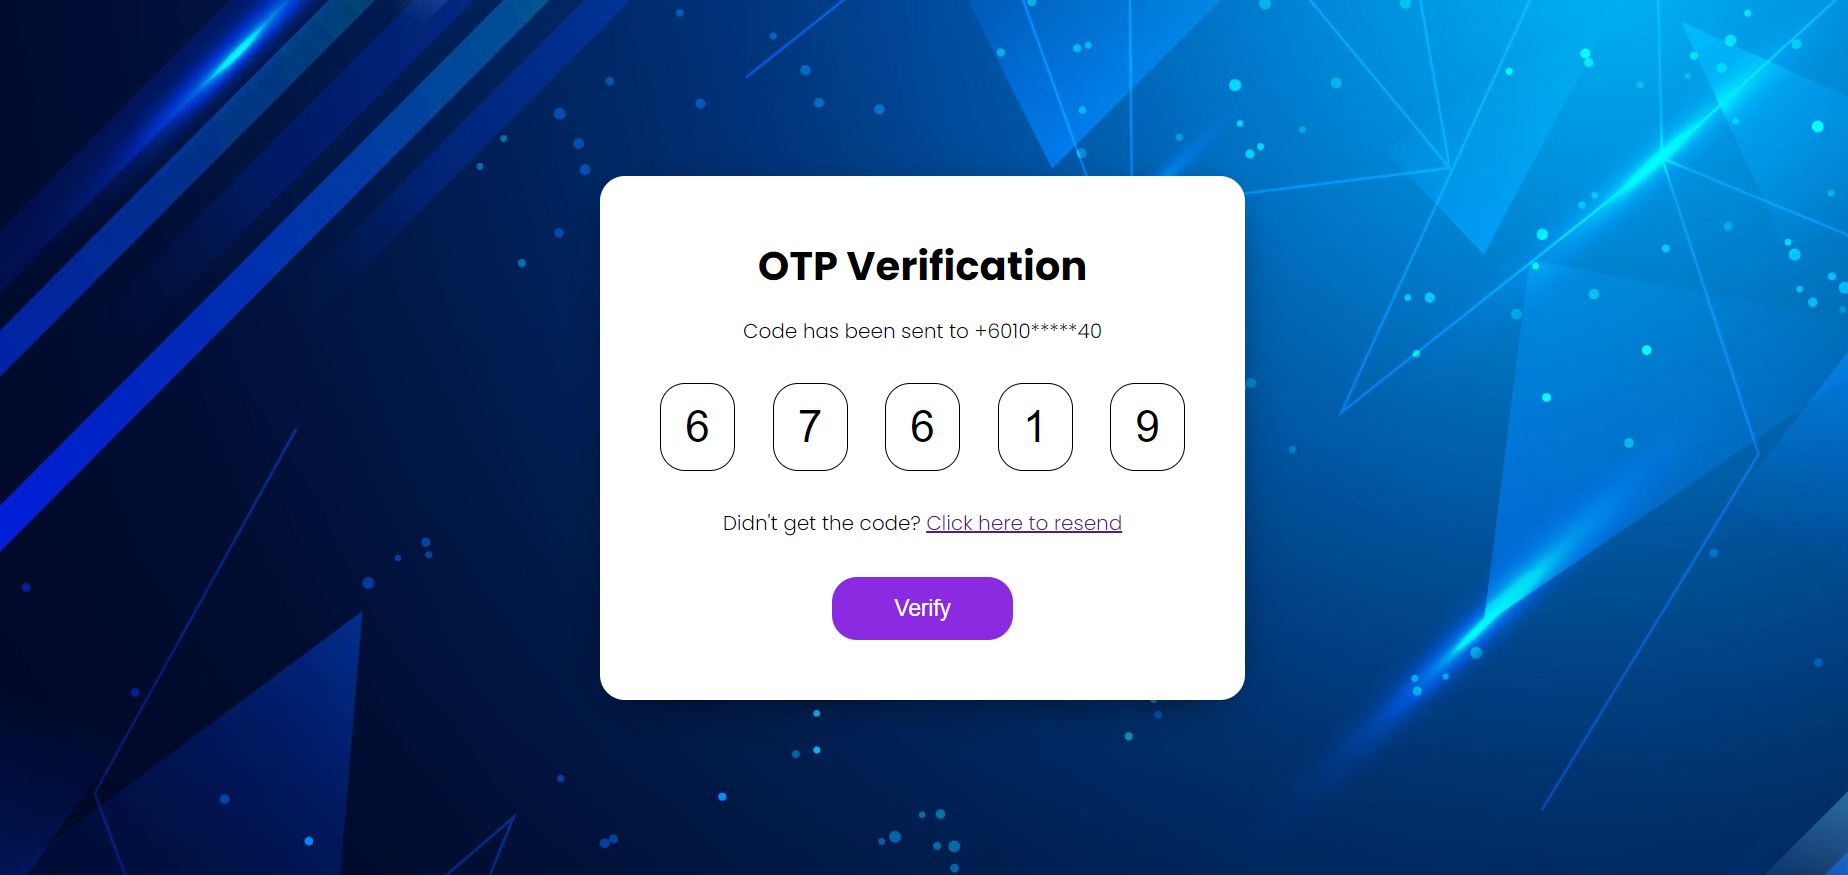 OTP Verification
Code has been sent to +6010*****40
6 7 6 1 9
Didn't get the code? Click here to resend
Verify